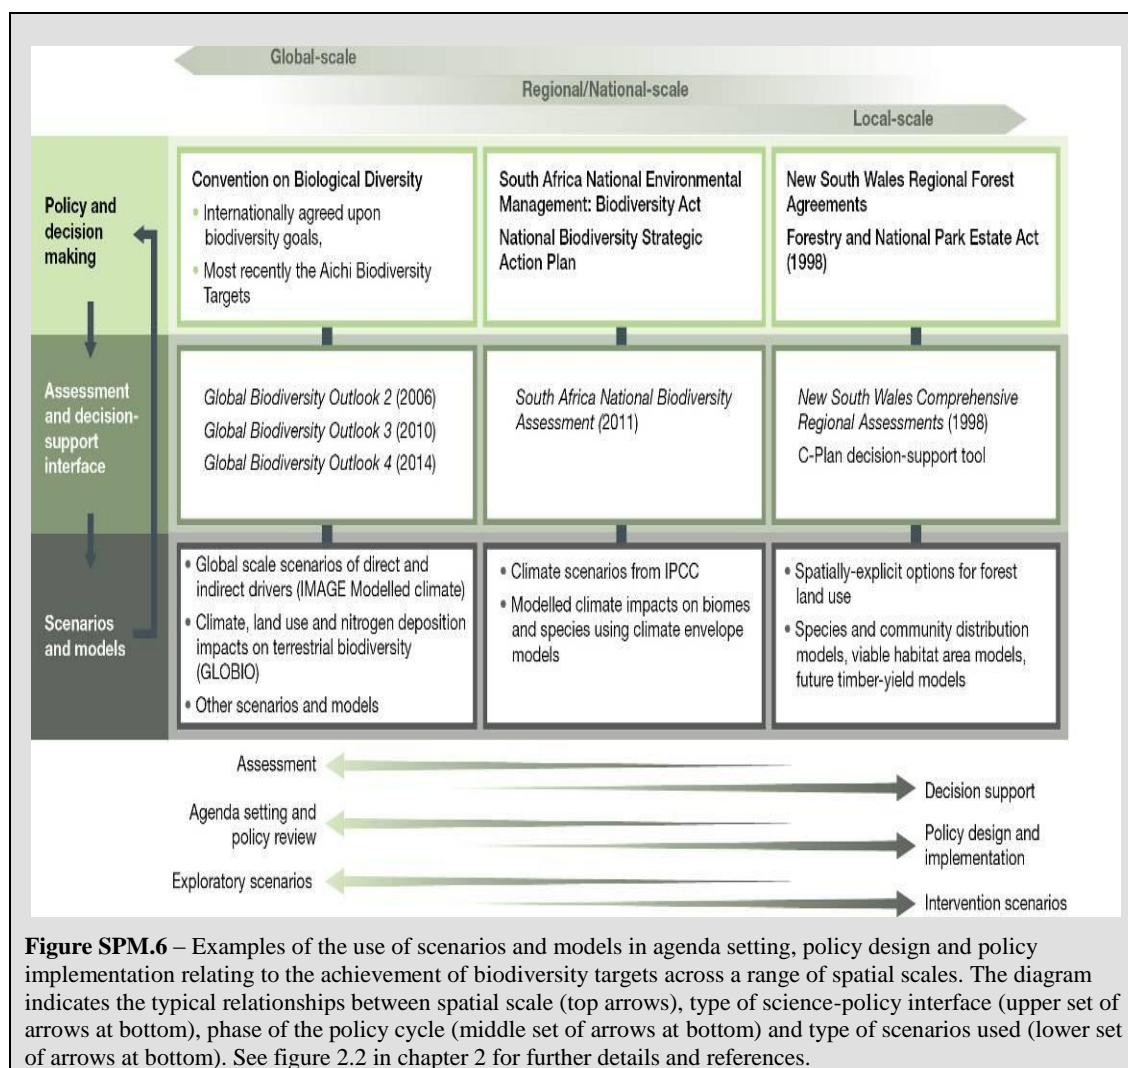 Global-scale
Regional/National-scale
Local-scale
Policy and
decision
making
Convention on Biological Diversity
• Internationally agreed upon
biodiversity goals,
• Most recently the Aichi Biodiversity
Targets
South Africa National Environmental
Management: Biodiversity Act
National Biodiversity Strategic
Action Plan
New South Wales Regional Forest
Agreements
Forestry and National Park Estate Act
(1998)
Assessment
and decision-
support
interface
Global Biodiversity Outlook 2 (2006)
Global Biodiversity Outlook 3 (2010)
Global Biodiversity Outlook 4 (2014)
South Africa National Biodiversity
Assessment (2011)
New South Wales Comprehensive
Regional Assessments (1998)
C-Plan decision-support tool
Scenarios
and models
• Global scale scenarios of direct and
indirect drivers (IMAGE Modelled climate)
• Climate, land use and nitrogen deposition
impacts on terrestrial biodiversity
(GLOBIO)
• Other scenarios and models
• Climate scenarios from IPCC
• Modelled climate impacts on biomes
and species using climate envelope
models
• Spatially-explicit options for forest
land use
• Species and community distribution
models, viable habitat area models,
future timber-yield models
Assessment
Decision support
Agenda setting and
policy review
Policy design and
implementation
Exploratory scenarios
Intervention scenarios
Figure SPM.6 – Examples of the use of scenarios and models in agenda setting, policy design and policy
implementation relating to the achievement of biodiversity targets across a range of spatial scales. The diagram
indicates the typical relationships between spatial scale (top arrows), type of science-policy interface (upper set of
arrows at bottom), phase of the policy cycle (middle set of arrows at bottom) and type of scenarios used (lower set
of arrows at bottom). See figure 2.2 in chapter 2 for further details and references.